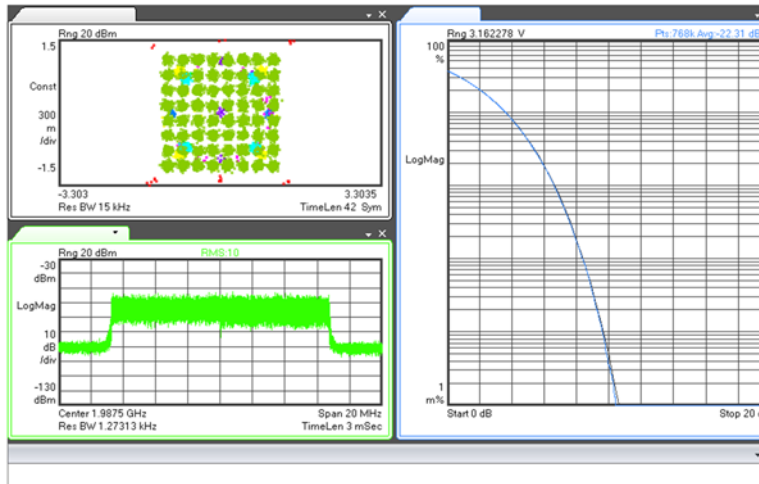 Rng 20 dBm
1.5
Const
300
m
/div
-1.5
-3.303 3.3035
Res BW 15 kHz TimeLen 42 Sym
Rng 20 dBm RMS:10
-30
dBm
LogMag
10
dB
/div
-130
dBm
Center 1.9875 GHz Span 20 MHz
Res BW 1.27313 kHz TimeLen 3 mSec
Rng 3.162278 V Pts:768k Avg:-22.31 dB
100
%
LogMag
1
m%
Start 0 dB Stop 20